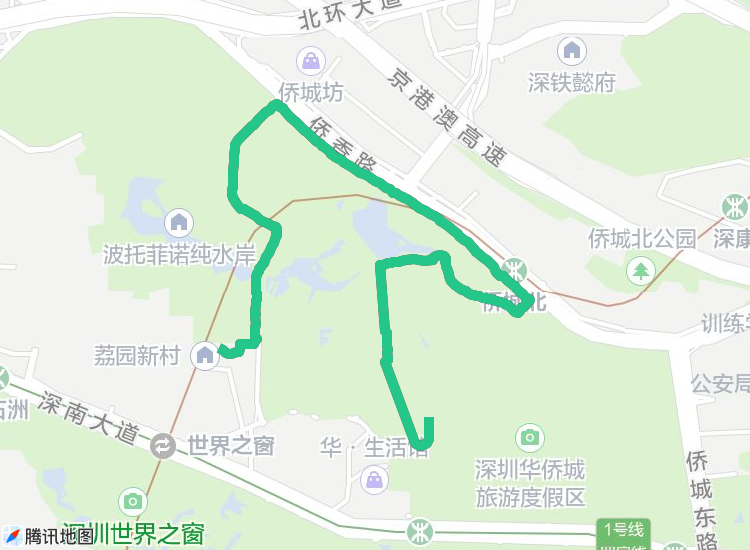 北环大道
京港澳高速
深铁懿府
侨城坊
侨香路
侨城北公园
深康
波托菲诺纯水岸
侨城北
训练学
荔园新村
公安局
石洲
深南大道
世界之窗
华·生活馆
深圳华侨城
旅游度假区
侨城东路
深圳世界之窗
腾讯地图
1号线